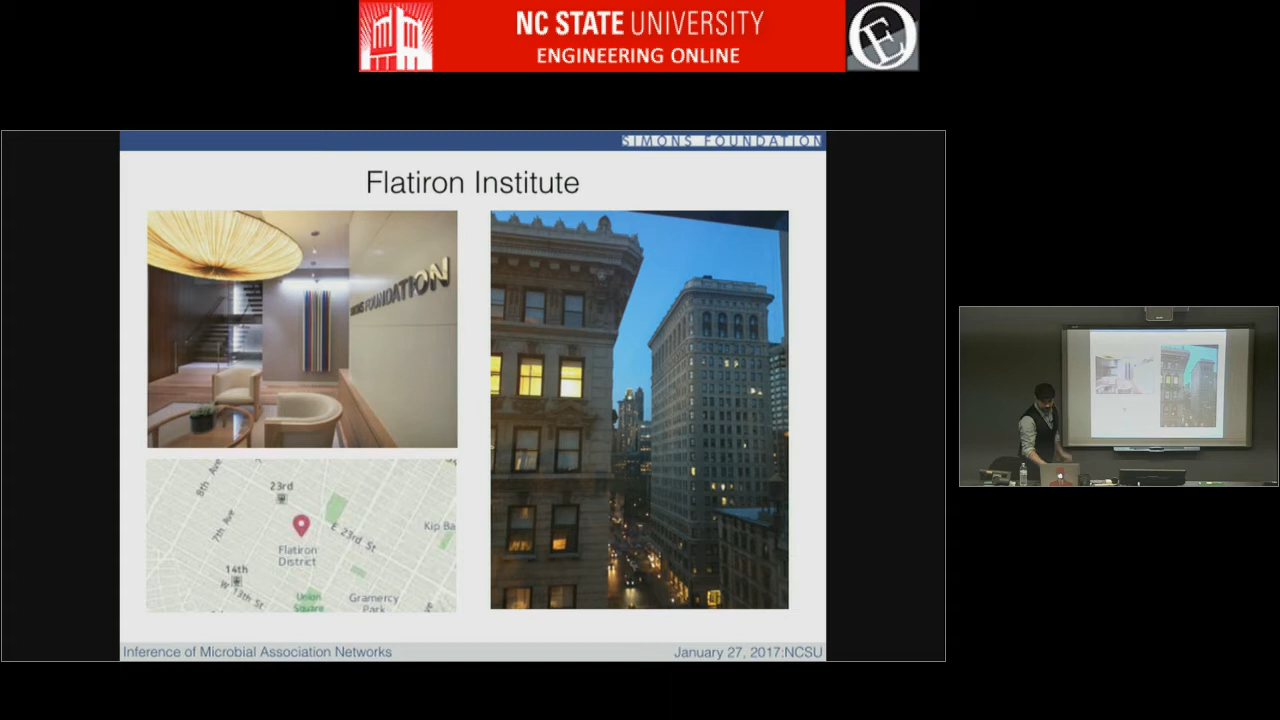 NC STATE UNIVERSITY
ENGINEERING ONLINE
SIMONS FOUNDATION
Flatiron Institute
SIMONS FOUNDATION
8th Ave
23rd
7th Ave
E 23rd St
Kip Ba
Flatiron
District
14th
W 13th St
Union
Square
Gramercy
Park
Inference of Microbial Association Networks
January 27, 2017:NCSU